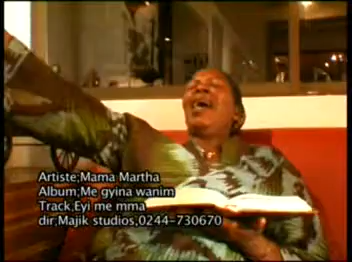 Artiste;Mama Martha
Album;Me gyina wanim
Track,Eyi me mma
dir,Majik studios,0244-730670